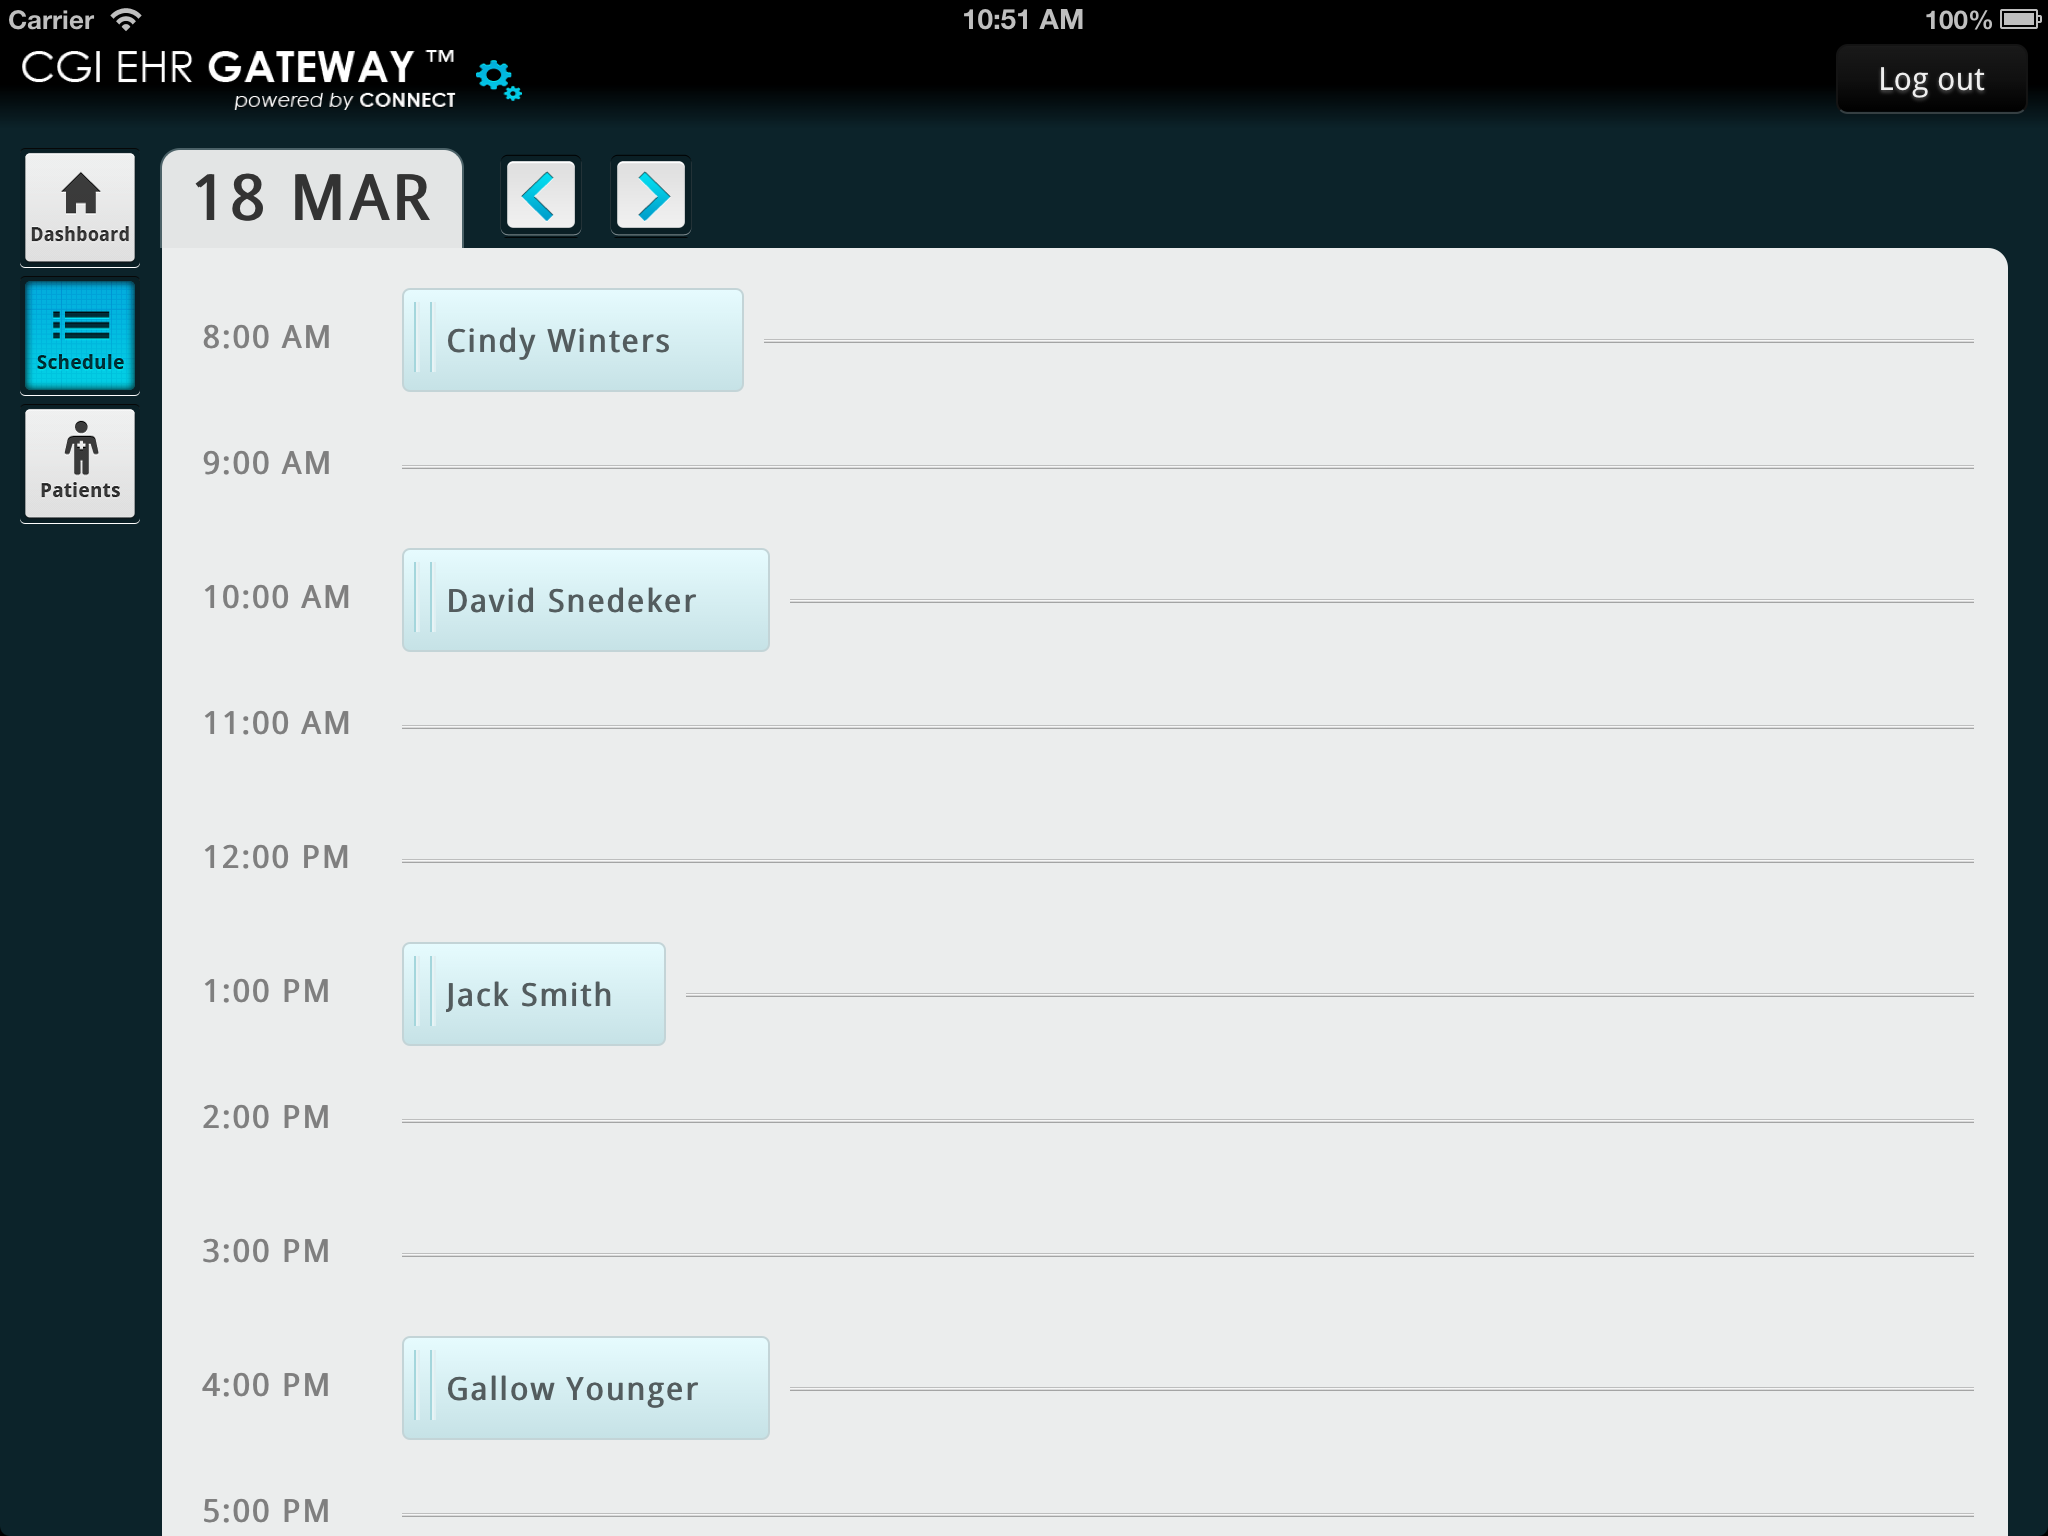 Carrier 10:51 AM 100%
CGI EHR GATEWAY ™
powered by CONNECT
Log out
18 MAR
Dashboard
Schedule
Patients
8:00 AM Cindy Winters
9:00 AM
10:00 AM David Snedeker
11:00 AM
12:00 PM
1:00 PM Jack Smith
2:00 PM
3:00 PM
4:00 PM Gallow Younger
5:00 PM